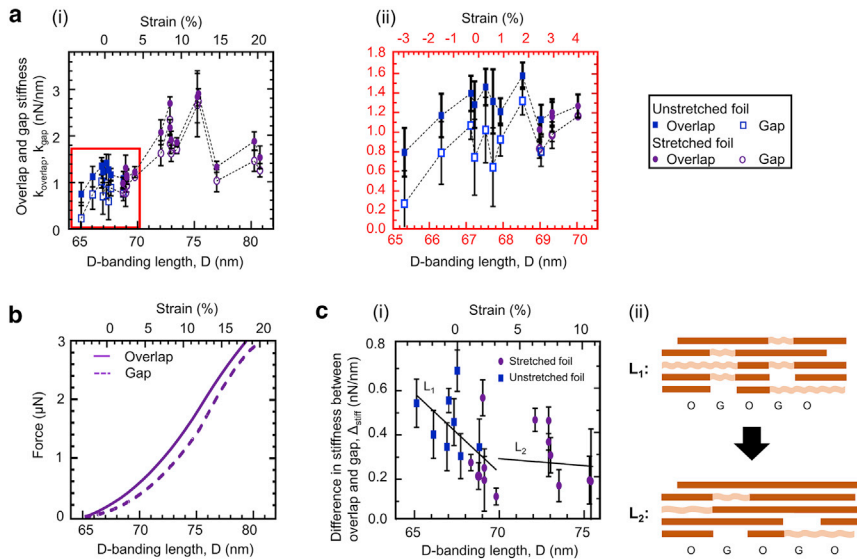 a
(i)
Strain (%)
0 4 8 12 16 20
Overlap and gap stiffness
k_overlap, k_gap (nN/nm)
3
2
1
0
65 70 75 80
D-banding length, D (nm)
(ii)
Strain (%)
-3 -2 -1 0 1 2 3 4
1.8
1.6
1.4
1.2
1.0
0.8
0.6
0.4
0.2
0.0
65 66 67 68 69 70
D-banding length, D (nm)
Unstretched foil
Overlap Gap
Stretched foil
Overlap Gap
b
Strain (%)
0 5 10 15 20
Force (µN)
3
2
1
0
Overlap
Gap
65 70 75 80
D-banding length, D (nm)
c
(i)
Strain (%)
0 5 10
Difference in stiffness between
overlap and gap, Δstiff (nN/nm)
0.8
0.6
0.4
0.2
0.2
Stretched foil
Unstretched foil
L1
L2
65 70 75
D-banding length, D (nm)
(ii)
L1:
O G O G O
L2:
O G O G O